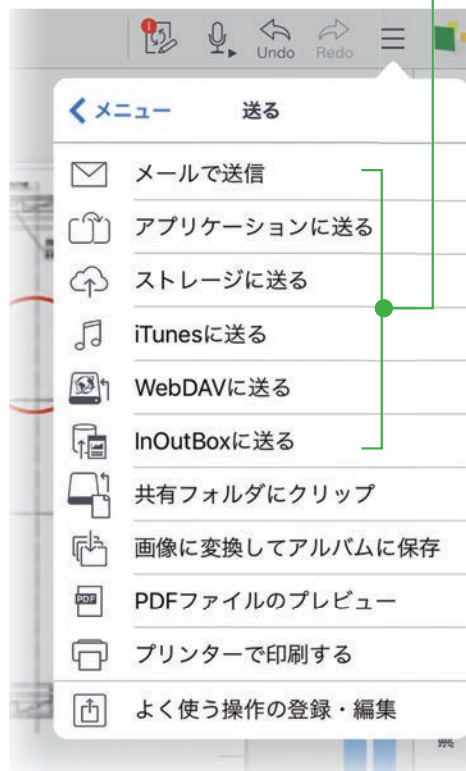 Undo
Redo
メニュー
送る
メールで送信
アプリケーションに送る
ストレージに送る
iTunesに送る
WebDAVに送る
InOutBoxに送る
共有フォルダにクリップ
画像に変換してアルバムに保存
PDF
PDFファイルのプレビュー
プリンターで印刷する
よく使う操作の登録・編集